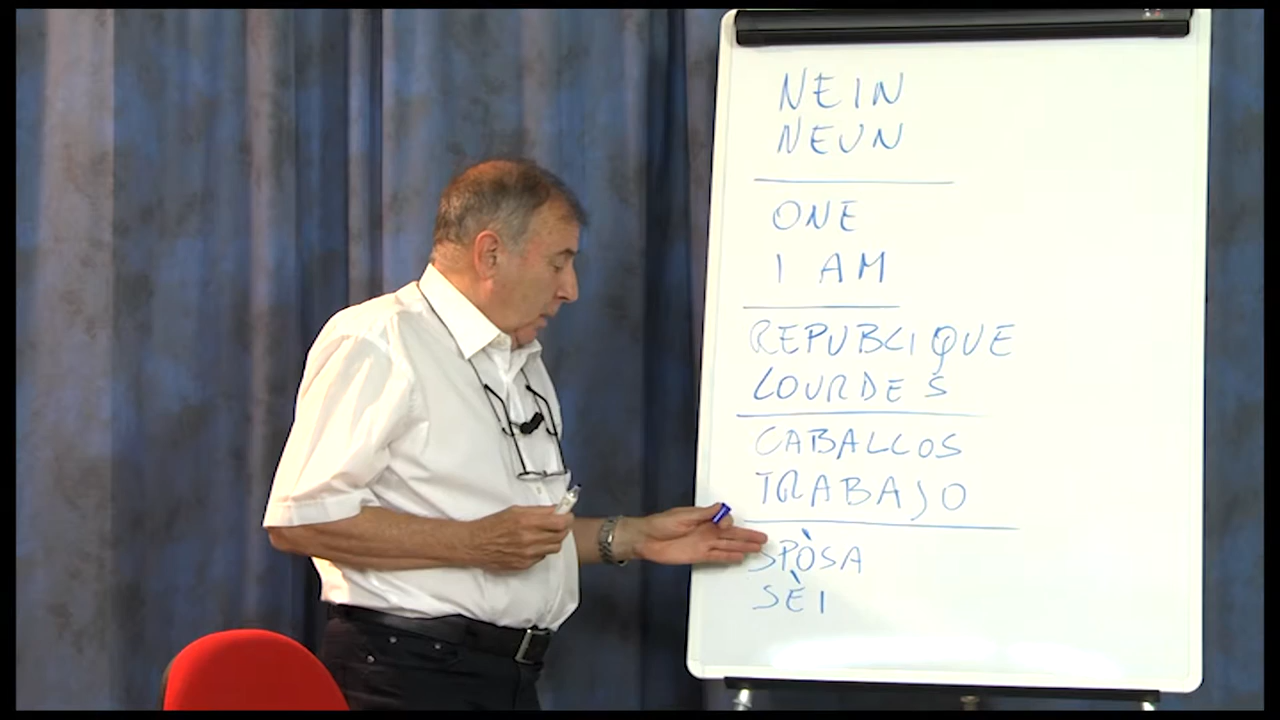 NEIN
NEUN
ONE
I AM
REPUBLIQUE
LOURDES
CABALLOS
TRABAJO
SPÒSA
SÈI